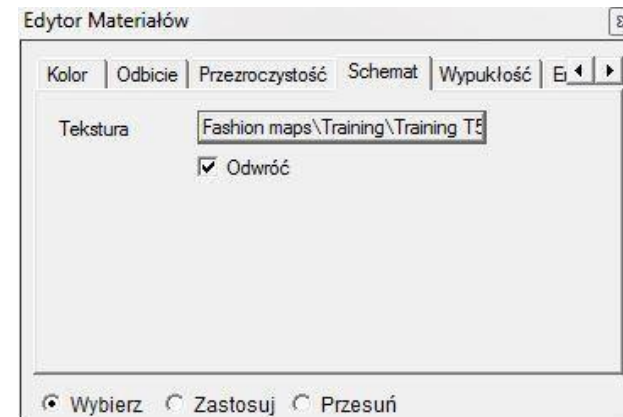 Edytor Materiałów
Kolor Odbicie Przezroczystość Schemat Wypukłość
Tekstura Fashion maps\Training\Training T5
Odwróć
Wybierz Zastosuj Przesuń